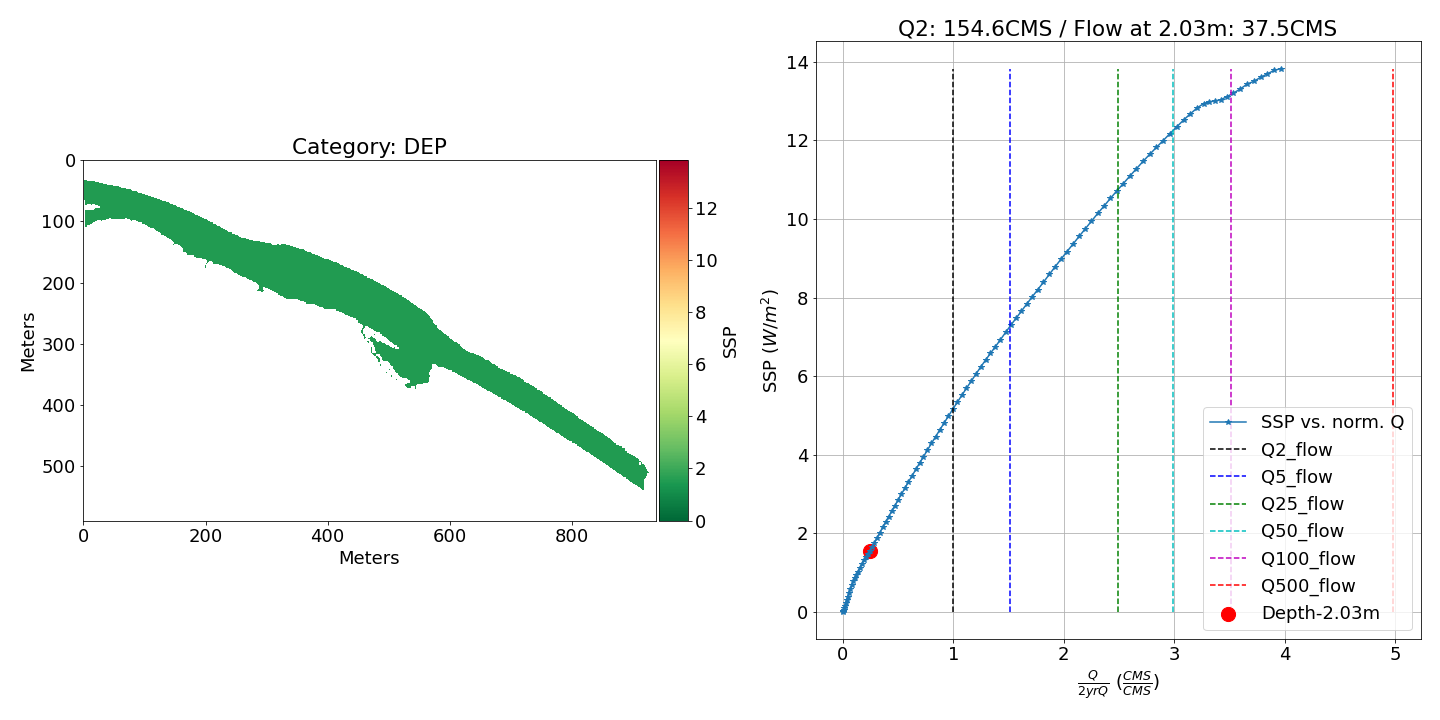 Category: DEP
0
100
200
300
400
500
Meters
0
200
400
600
800
Meters
12
10
8
6
4
2
0
SSP
Q2: 154.6CMS / Flow at 2.03m: 37.5CMS
14
12
10
8
6
4
2
0
SSP (W/m²)
0
1
2
3
4
5
Q/2yrQ (CMS/CMS)
SSP vs. norm. Q
Q2_flow
Q5_flow
Q25_flow
Q50_flow
Q100_flow
Q500_flow
Depth-2.03m